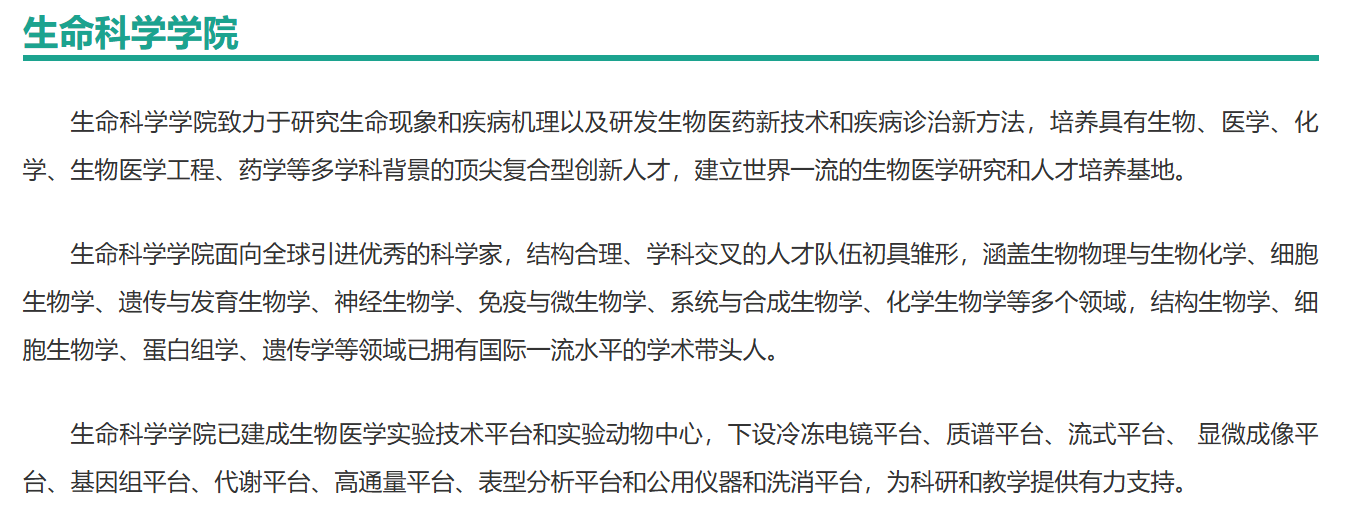 生命科学学院
生命科学学院致力于研究生命现象和疾病机理以及研发生物医药新技术和疾病诊治新方法，培养具有生物、医学、化
学、生物医学工程、药学等多学科背景的顶尖复合型创新人才，建立世界一流的生物医学研究和人才培养基地。
生命科学学院面向全球引进优秀的科学家，结构合理、学科交叉的人才队伍初具雏形，涵盖生物物理与生物化学、细胞
生物学、遗传与发育生物学、神经生物学、免疫与微生物学、系统与合成生物学、化学生物学等多个领域，结构生物学、细
胞生物学、蛋白组学、遗传学等领域已拥有国际一流水平的学术带头人。
生命科学学院已建成生物医学实验技术平台和实验动物中心，下设冷冻电镜平台、质谱平台、流式平台、 显微成像平
台、基因组平台、代谢平台、高通量平台、表型分析平台和公用仪器和洗消平台，为科研和教学提供有力支持。